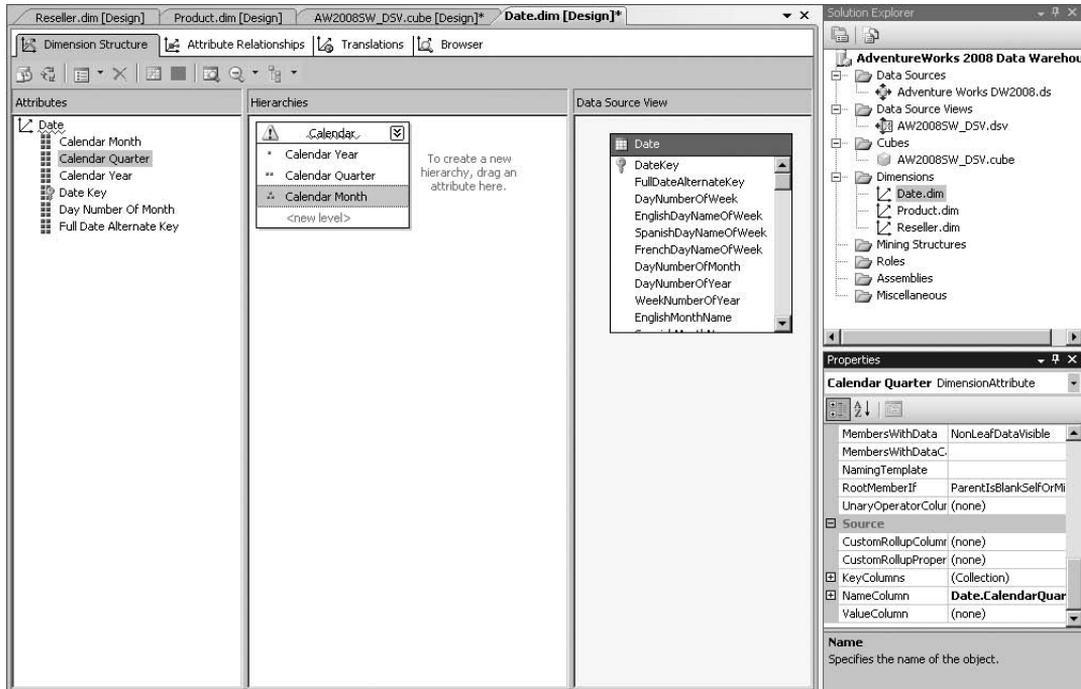 Reseller.dim [Design]
Product.dim [Design]
AW2008SW_DSV.cube [Design]*
Date.dim [Design]*
Dimension Structure
Attribute Relationships
Translations
Browser
Attributes
Date
Calendar Month
Calendar Quarter
Calendar Year
Date Key
Day Number Of Month
Full Date Alternate Key
Hierarchies
Calendar
Calendar Year
Calendar Quarter
Calendar Month
<new level>
To create a new
hierarchy, drag an
attribute here.
Data Source View
Date
DateKey
FullDateAlternateKey
DayNumberOfWeek
EnglishDayNameOfWeek
SpanishDayNameOfWeek
FrenchDayNameOfWeek
DayNumberOfMonth
DayNumberOfYear
WeekNumberOfYear
EnglishMonthName
Solution Explorer
AdventureWorks 2008 Data Warehou
Data Sources
Adventure Works DW2008.ds
Data Source Views
AW2008SW_DSV.dsv
Cubes
AW2008SW_DSV.cube
Dimensions
Date.dim
Product.dim
Reseller.dim
Mining Structures
Roles
Assemblies
Miscellaneous
Properties
Calendar Quarter DimensionAttribute
MembersWithData NonLeafDataVisible
MembersWithDataC
NamingTemplate
RootMemberIf ParentIsBlankSelfOrMi
UnaryOperatorColur (none)
Source
CustomRollupColumr (none)
CustomRollupProper (none)
KeyColumns (Collection)
NameColumn Date.CalendarQuar
ValueColumn (none)
Name
Specifies the name of the object.